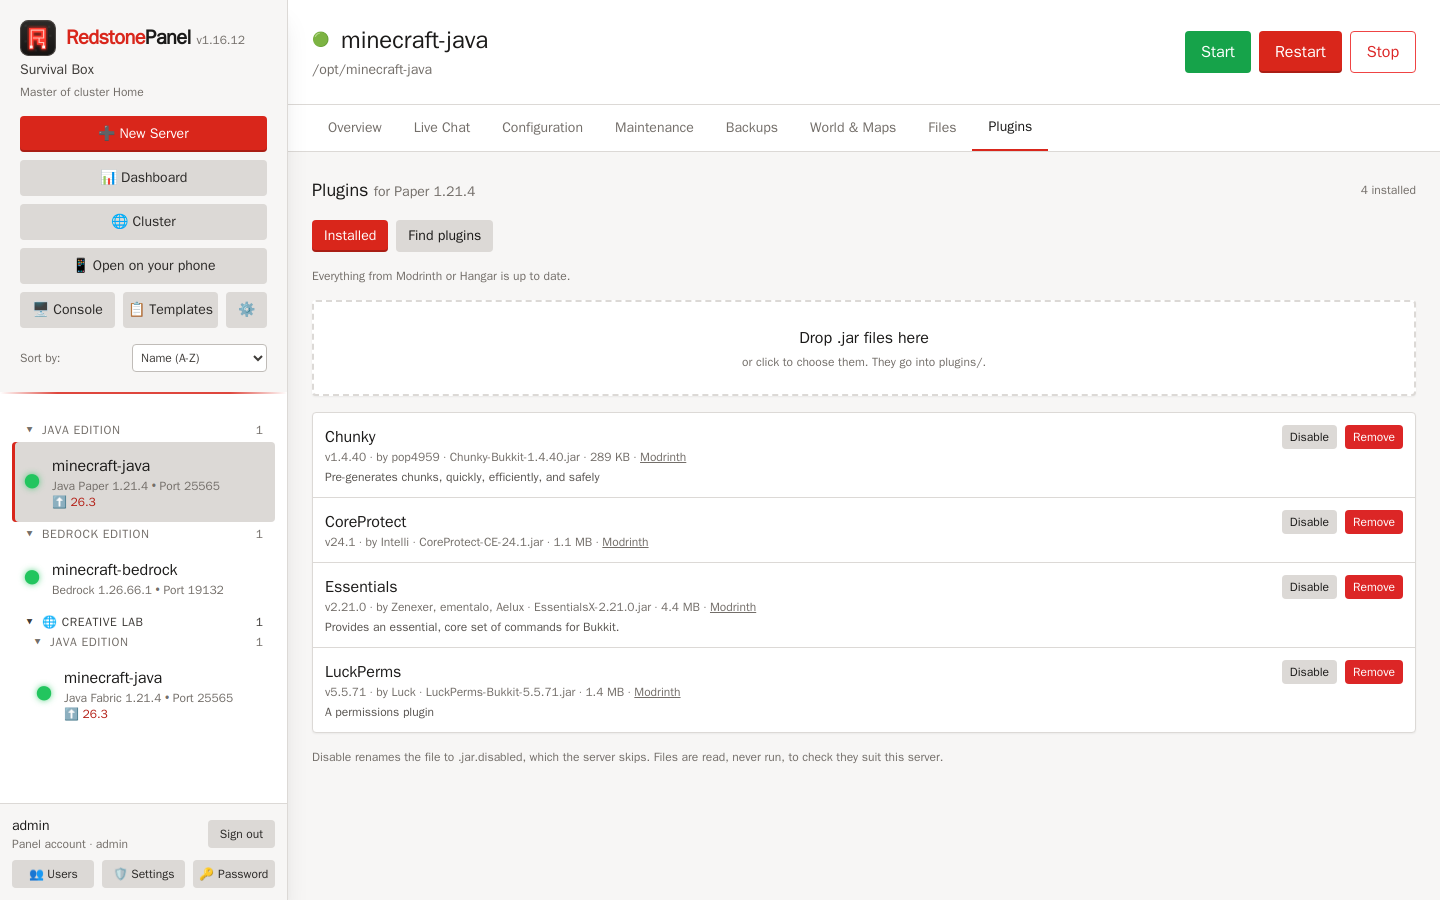 RedstonePanel v1.16.12
Survival Box
Master of cluster Home
➕ New Server
📊 Dashboard
🌐 Cluster
📱 Open on your phone
🖥️ Console
📋 Templates
⚙️
Sort by:
Name (A-Z)
▼ JAVA EDITION 1
minecraft-java
Java Paper 1.21.4 • Port 25565
⬆️ 26.3
▼ BEDROCK EDITION 1
minecraft-bedrock
Bedrock 1.26.66.1 • Port 19132
▼ 🌐 CREATIVE LAB 1
▼ JAVA EDITION 1
minecraft-java
Java Fabric 1.21.4 • Port 25565
⬆️ 26.3
admin
Panel account · admin
Sign out
👥 Users
🛡️ Settings
🔑 Password
minecraft-java
/opt/minecraft-java
Start
Restart
Stop
Overview
Live Chat
Configuration
Maintenance
Backups
World & Maps
Files
Plugins
Plugins for Paper 1.21.4
4 installed
Installed
Find plugins
Everything from Modrinth or Hangar is up to date.
Drop .jar files here
or click to choose them. They go into plugins/.
Chunky
v1.4.40 · by pop4959 · Chunky-Bukkit-1.4.40.jar · 289 KB · Modrinth
Pre-generates chunks, quickly, efficiently, and safely
Disable
Remove
CoreProtect
v24.1 · by Intelli · CoreProtect-CE-24.1.jar · 1.1 MB · Modrinth
Disable
Remove
Essentials
v2.21.0 · by Zenexer, ementalo, Aelux · EssentialsX-2.21.0.jar · 4.4 MB · Modrinth
Provides an essential, core set of commands for Bukkit.
Disable
Remove
LuckPerms
v5.5.71 · by Luck · LuckPerms-Bukkit-5.5.71.jar · 1.4 MB · Modrinth
A permissions plugin
Disable
Remove
Disable renames the file to .jar.disabled, which the server skips. Files are read, never run, to check they suit this server.